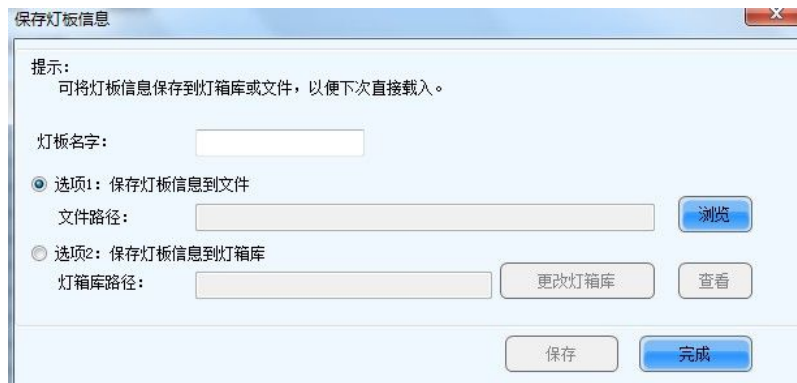 保存灯板信息
提示:
可将灯板信息保存到灯箱库或文件，以便下次直接载入。
灯板名字:
选项1: 保存灯板信息到文件
文件路径:
浏览
选项2: 保存灯板信息到灯箱库
灯箱库路径:
更改灯箱库
查看
保存
完成